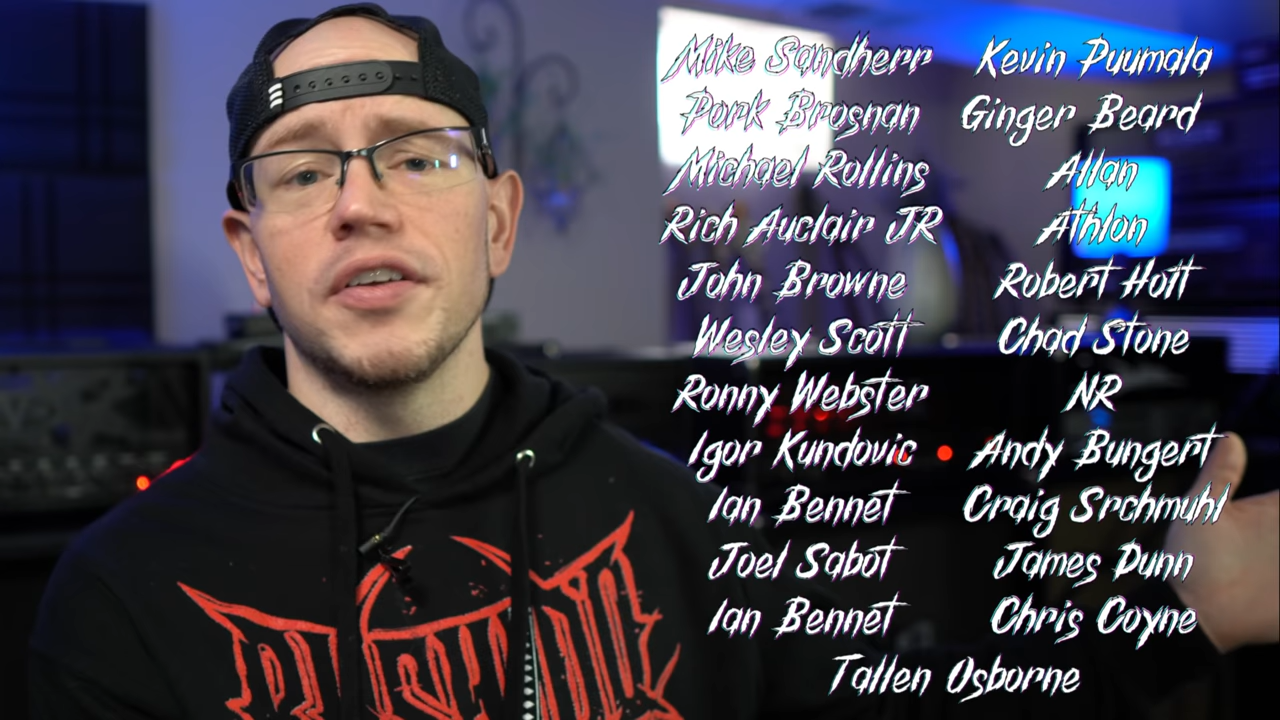 Mike Sandherr
Pork Brosnan
Michael Rollins
Rich Auclair JR
John Browne
Wesley Scott
Ronny Webster
Igor Kundovic
Ian Bennet
Joel Sabot
Ian Bennet
Kevin Puumala
Ginger Beard
Allan
Athlon
Robert Hott
Chad Stone
NR
Andy Bungert
Craig Srchmuhl
James Dunn
Chris Coyne
Tallen Osborne